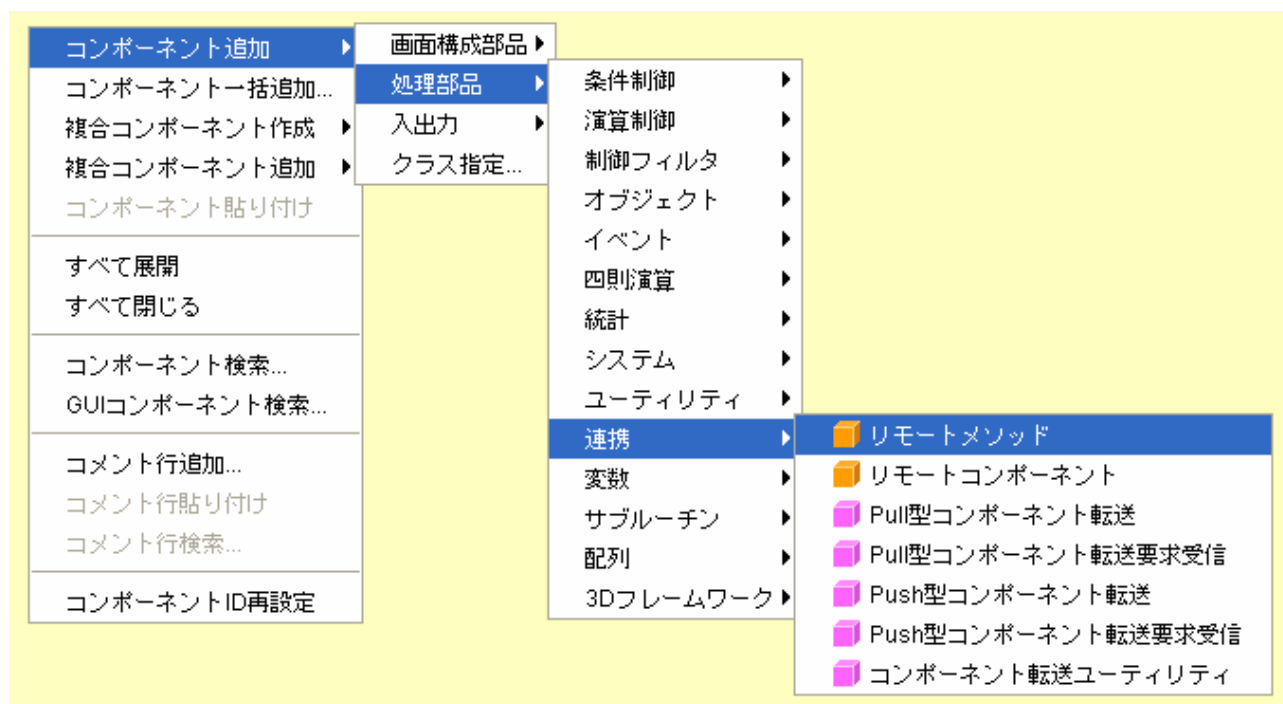 コンポーネント追加
コンポーネント一括追加...
複合コンポーネント作成
複合コンポーネント追加
コンポーネント貼り付け
すべて展開
すべて閉じる
コンポーネント検索...
GUIコンポーネント検索...
コメント行追加...
コメント行貼り付け
コメント行検索...
コンポーネントID再設定
画面構成部品
処理部品
入出力
クラス指定...
条件制御
演算制御
制御フィルタ
オブジェクト
イベント
四則演算
統計
システム
ユーティリティ
連携
変数
サブルーチン
配列
3Dフレームワーク
リモートメソッド
リモートコンポーネント
Pull型コンポーネント転送
Pull型コンポーネント転送要求受信
Push型コンポーネント転送
Push型コンポーネント転送要求受信
コンポーネント転送ユーティリティ